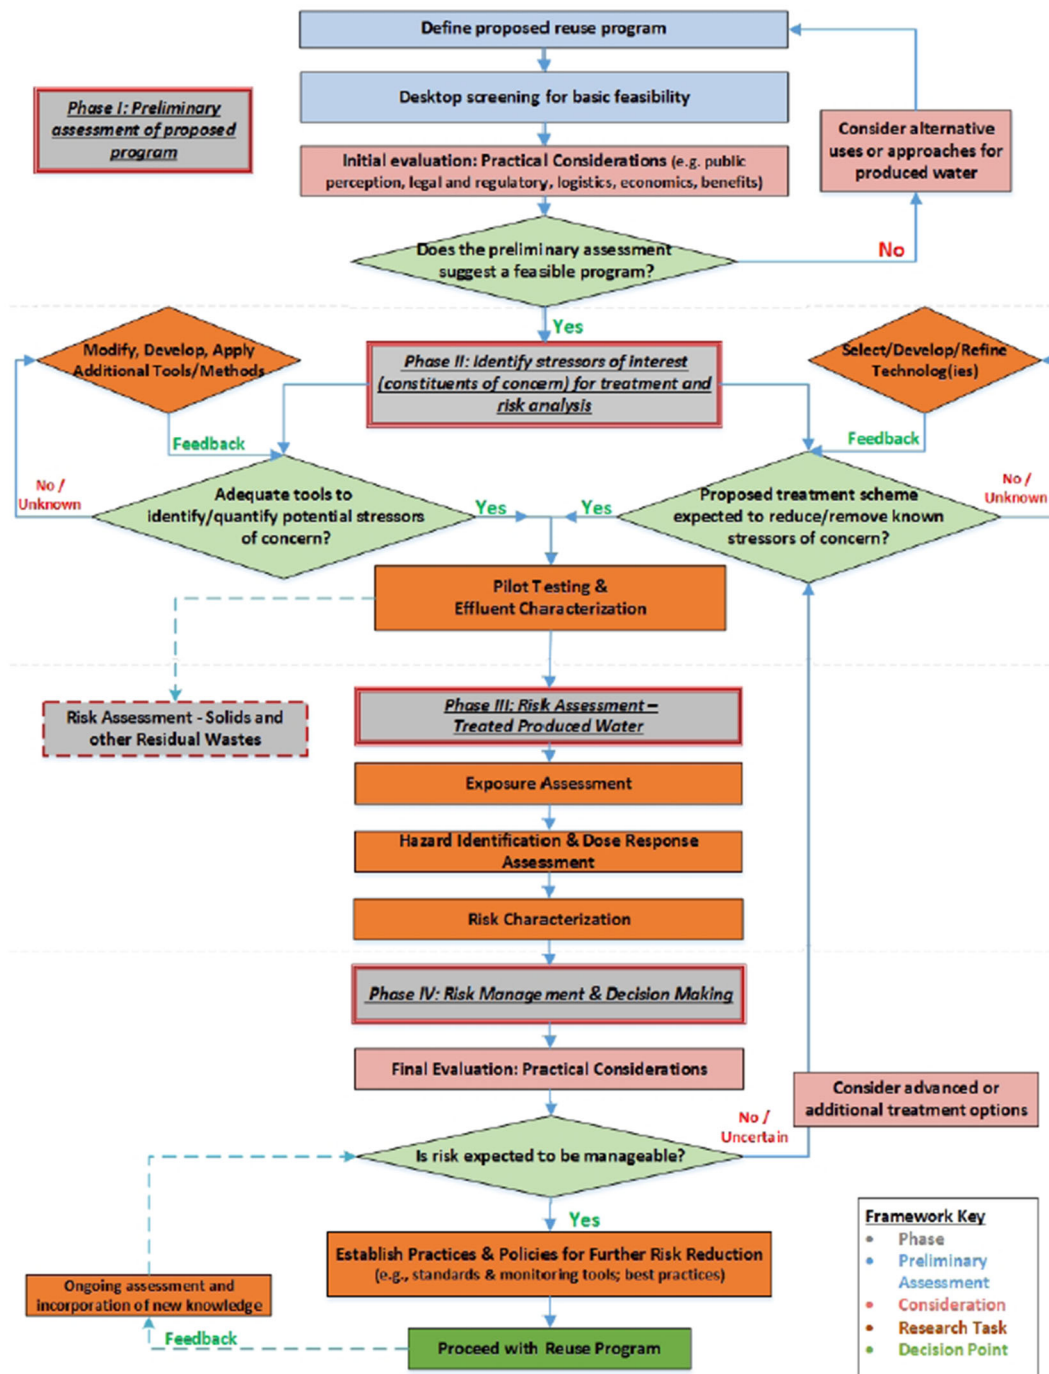 Define proposed reuse program
Desktop screening for basic feasibility
Phase I: Preliminary
assessment of proposed
program
Initial evaluation: Practical Considerations (e.g. public
perception, legal and regulatory, logistics, economics, benefits)
Consider alternative
uses or approaches for
produced water
Does the preliminary assessment
suggest a feasible program?
No
Yes
Modify, Develop, Apply
Additional Tools/Methods
Phase II: Identify stressors of interest
(constituents of concern) for treatment and
risk analysis
Select/Develop/Refine
Technolog(ies)
Feedback
Feedback
No /
Unknown
Adequate tools to
identify/quantify potential stressors
of concern?
Yes
Yes
Proposed treatment scheme
expected to reduce/remove known
stressors of concern?
No /
Unknown
Pilot Testing &
Effluent Characterization
Risk Assessment - Solids and
other Residual Wastes
Phase III: Risk Assessment –
Treated Produced Water
Exposure Assessment
Hazard Identification & Dose Response
Assessment
Risk Characterization
Phase IV: Risk Management & Decision Making
Final Evaluation: Practical Considerations
Consider advanced or
additional treatment options
No /
Uncertain
Is risk expected to be manageable?
Yes
Establish Practices & Policies for Further Risk Reduction
(e.g., standards & monitoring tools; best practices)
Ongoing assessment and
incorporation of new knowledge
Feedback
Proceed with Reuse Program
Framework Key
• Phase
• Preliminary
Assessment
• Consideration
• Research Task
• Decision Point